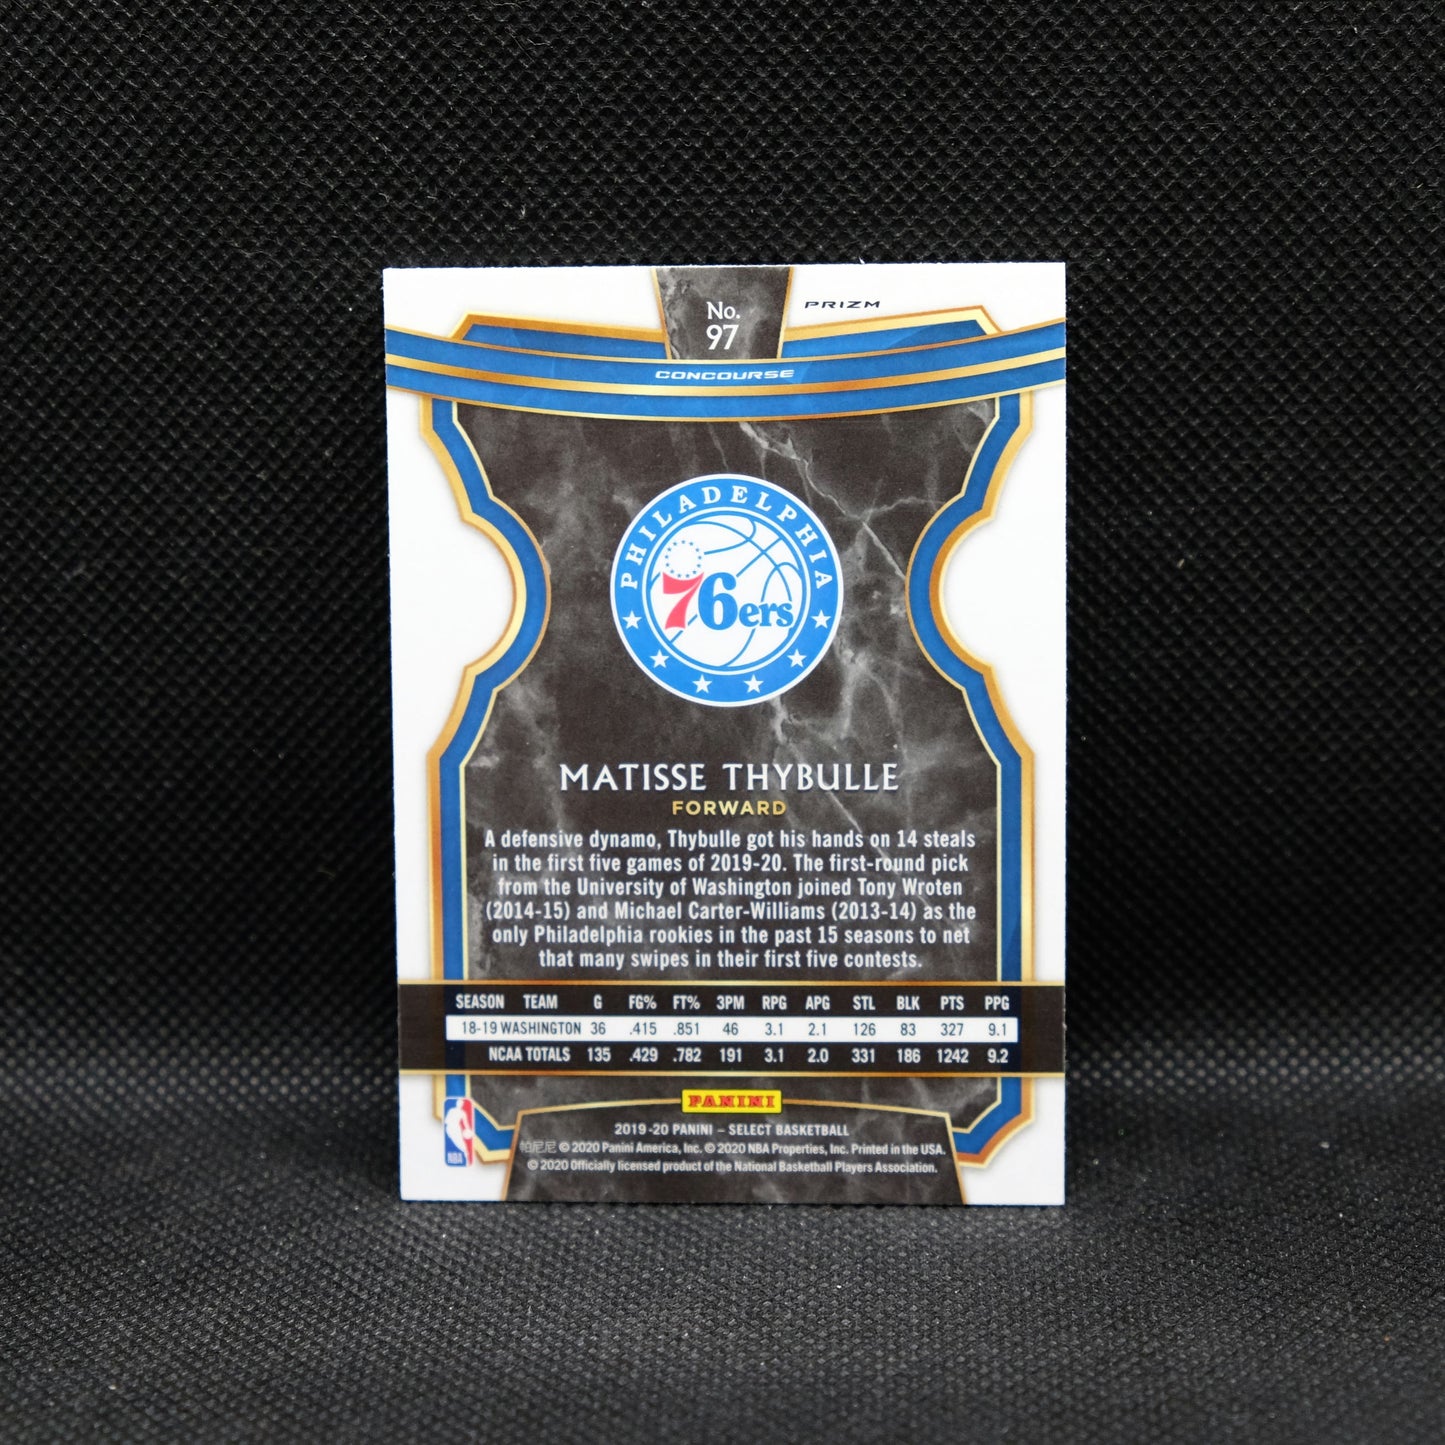 No.
97
PRIZM
CONCOURSE
PHILADELPHIA
76ers
MATISSE THYBULLE
FORWARD
A defensive dynamo, Thybulle got his hands on 14 steals
in the first five games of 2019-20. The first-round pick
from the University of Washington joined Tony Wroten
(2014-15) and Michael Carter-Williams (2013-14) as the
only Philadelphia rookies in the past 15 seasons to net
that many swipes in their first five contests.
SEASON TEAM G FG% FT% 3PM RPG APG STL BLK PTS PPG
18-19 WASHINGTON 36 .415 .851 46 3.1 2.1 126 83 327 9.1
NCAA TOTALS 135 .429 .782 191 3.1 2.0 331 186 1242 9.2
PANINI
NBA
2019-20 PANINI – SELECT BASKETBALL
帕尼尼 © 2020 Panini America, Inc. © 2020 NBA Properties, Inc. Printed in the USA.
© 2020 Officially licensed product of the National Basketball Players Association.